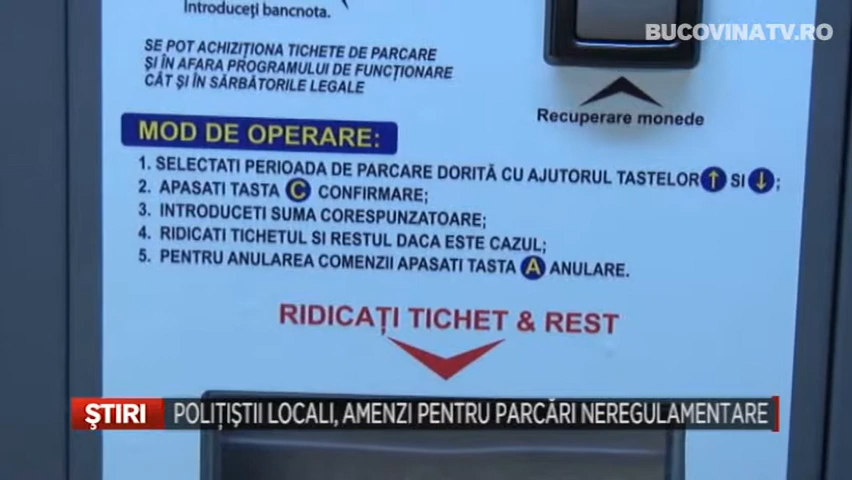 Introduceți bancnota.
BUCOVINATV.RO
SE POT ACHIZIȚIONA TICHETE DE PARCARE
ȘI ÎN AFARA PROGRAMULUI DE FUNCȚIONARE
CÂT ȘI ÎN SĂRBĂTORILE LEGALE
Recuperare monede
MOD DE OPERARE:
1. SELECTATI PERIOADA DE PARCARE DORITĂ CU AJUTORUL TASTELOR ↑ SI ↓;
2. APASATI TASTA C CONFIRMARE;
3. INTRODUCETI SUMA CORESPUNZATOARE;
4. RIDICATI TICHETUL SI RESTUL DACA ESTE CAZUL;
5. PENTRU ANULAREA COMENZII APASATI TASTA A ANULARE.
RIDICAȚI TICHET & REST
ŞTIRI POLIȚIȘTII LOCALI, AMENZI PENTRU PARCĂRI NEREGULAMENTARE